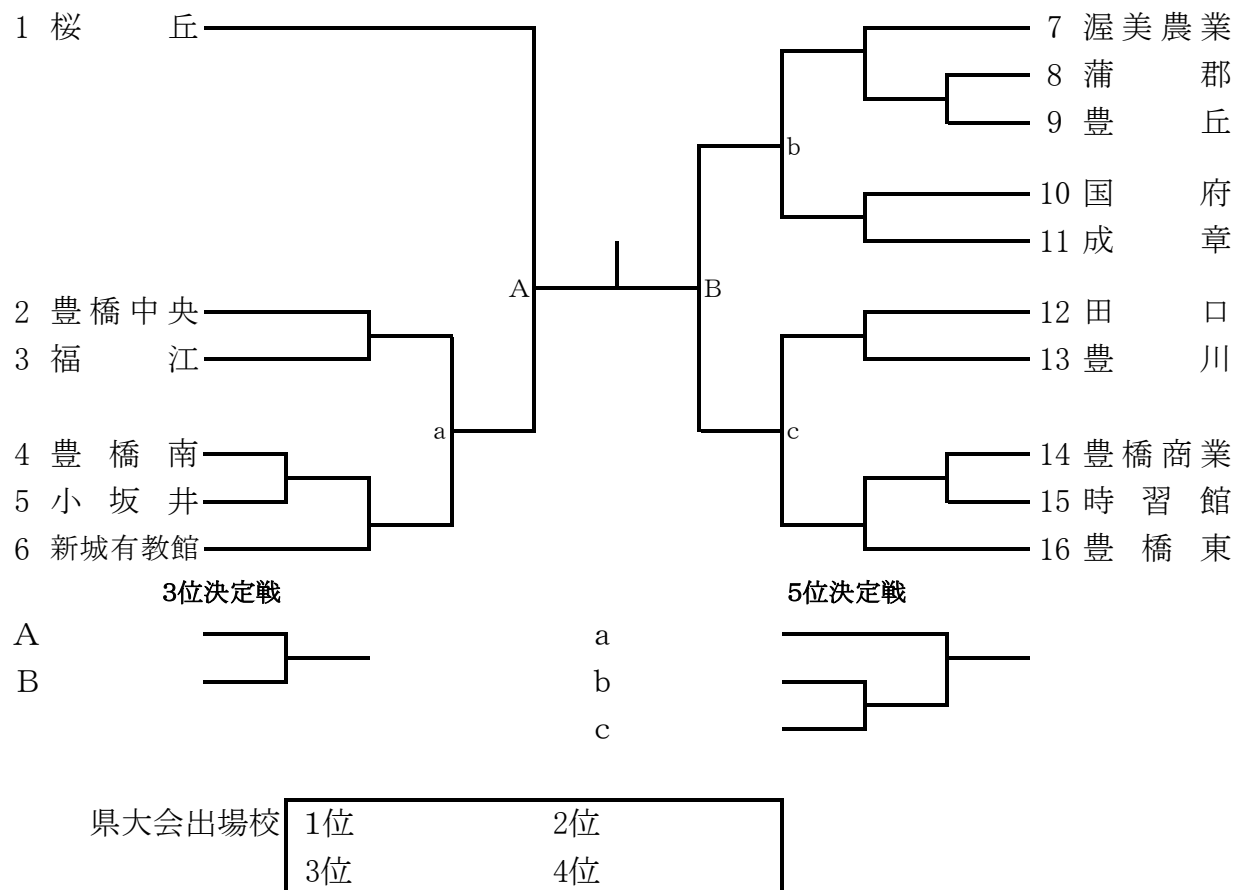 1 桜丘
2 豊橋中央
3 福江
4 豊橋南
5 小坂井
6 新城有教館
A
a
7 渥美農業
8 蒲郡
9 豊丘
10 国府
11 成章
12 田口
13 豊川
14 豊橋商業
15 時習館
16 豊橋東
b
B
c
3位決定戦
A
B
5位決定戦
a
b
c
県大会出場校 1位 2位
3位 4位